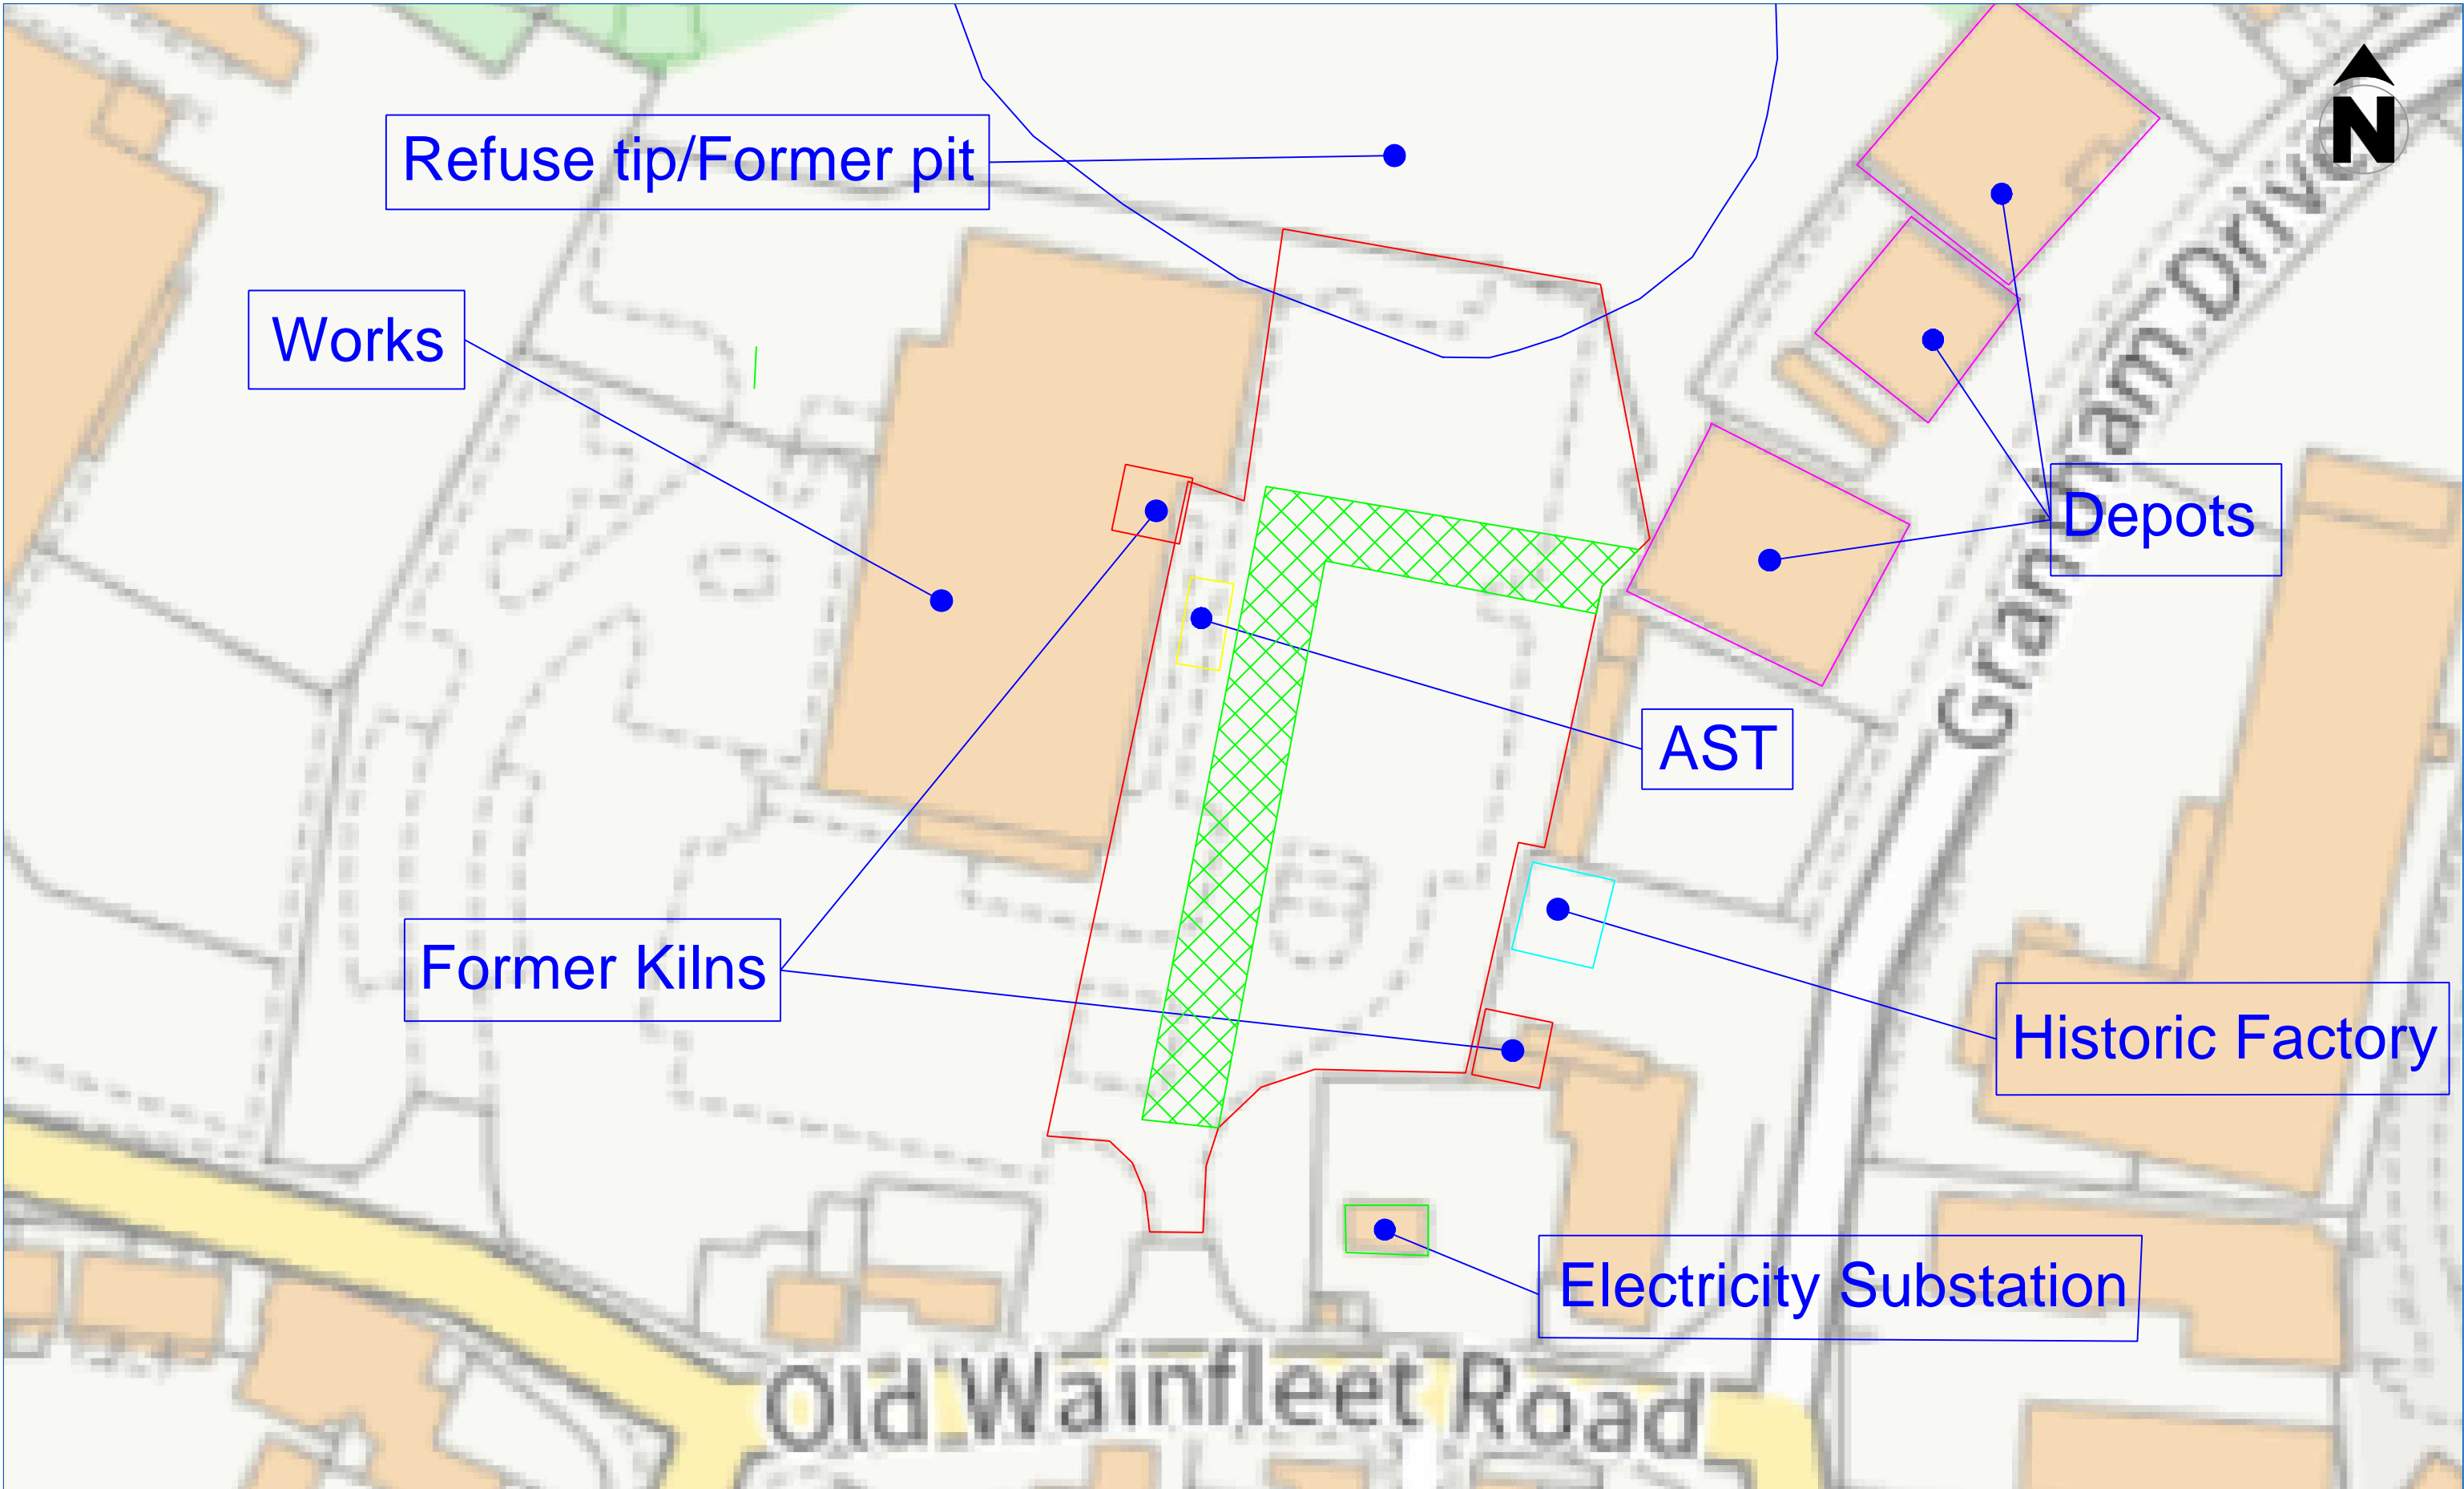 N
Refuse tip/Former pit
Works
Depots
Grantham Drive
AST
Former Kilns
Historic Factory
Electricity Substation
Old Wainfleet Road